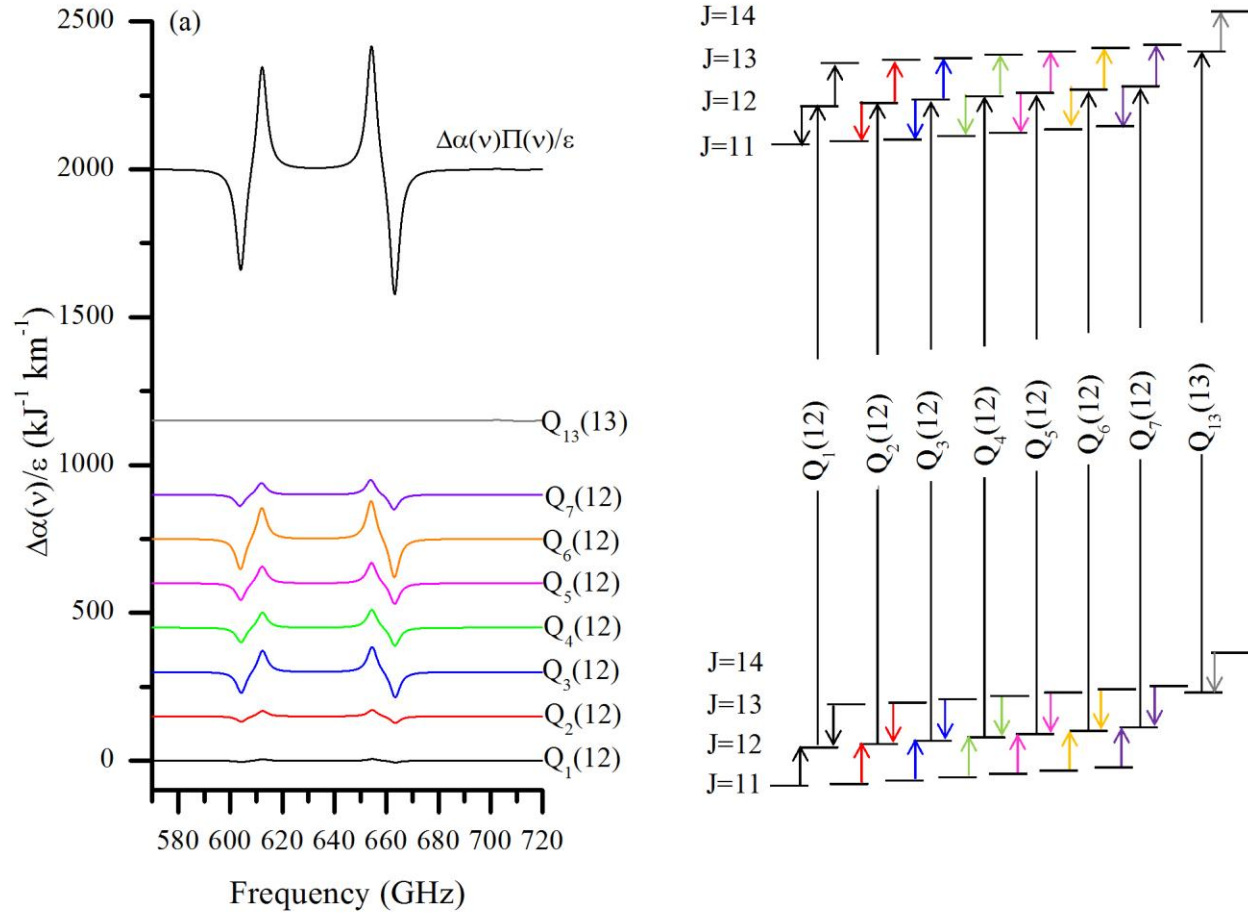 (a)
2500
2000
1500
1000
500
0
Δα(ν)/ε (kJ⁻¹ km⁻¹)
Δα(ν)Π(ν)/ε
Q₁₃(13)
Q₇(12)
Q₆(12)
Q₅(12)
Q₄(12)
Q₃(12)
Q₂(12)
Q₁(12)
580 600 620 640 660 680 700 720
Frequency (GHz)
J=14
J=13
J=12
J=11
Q₁(12)
Q₂(12)
Q₃(12)
Q₄(12)
Q₅(12)
Q₆(12)
Q₇(12)
Q₁₃(13)
J=14
J=13
J=12
J=11